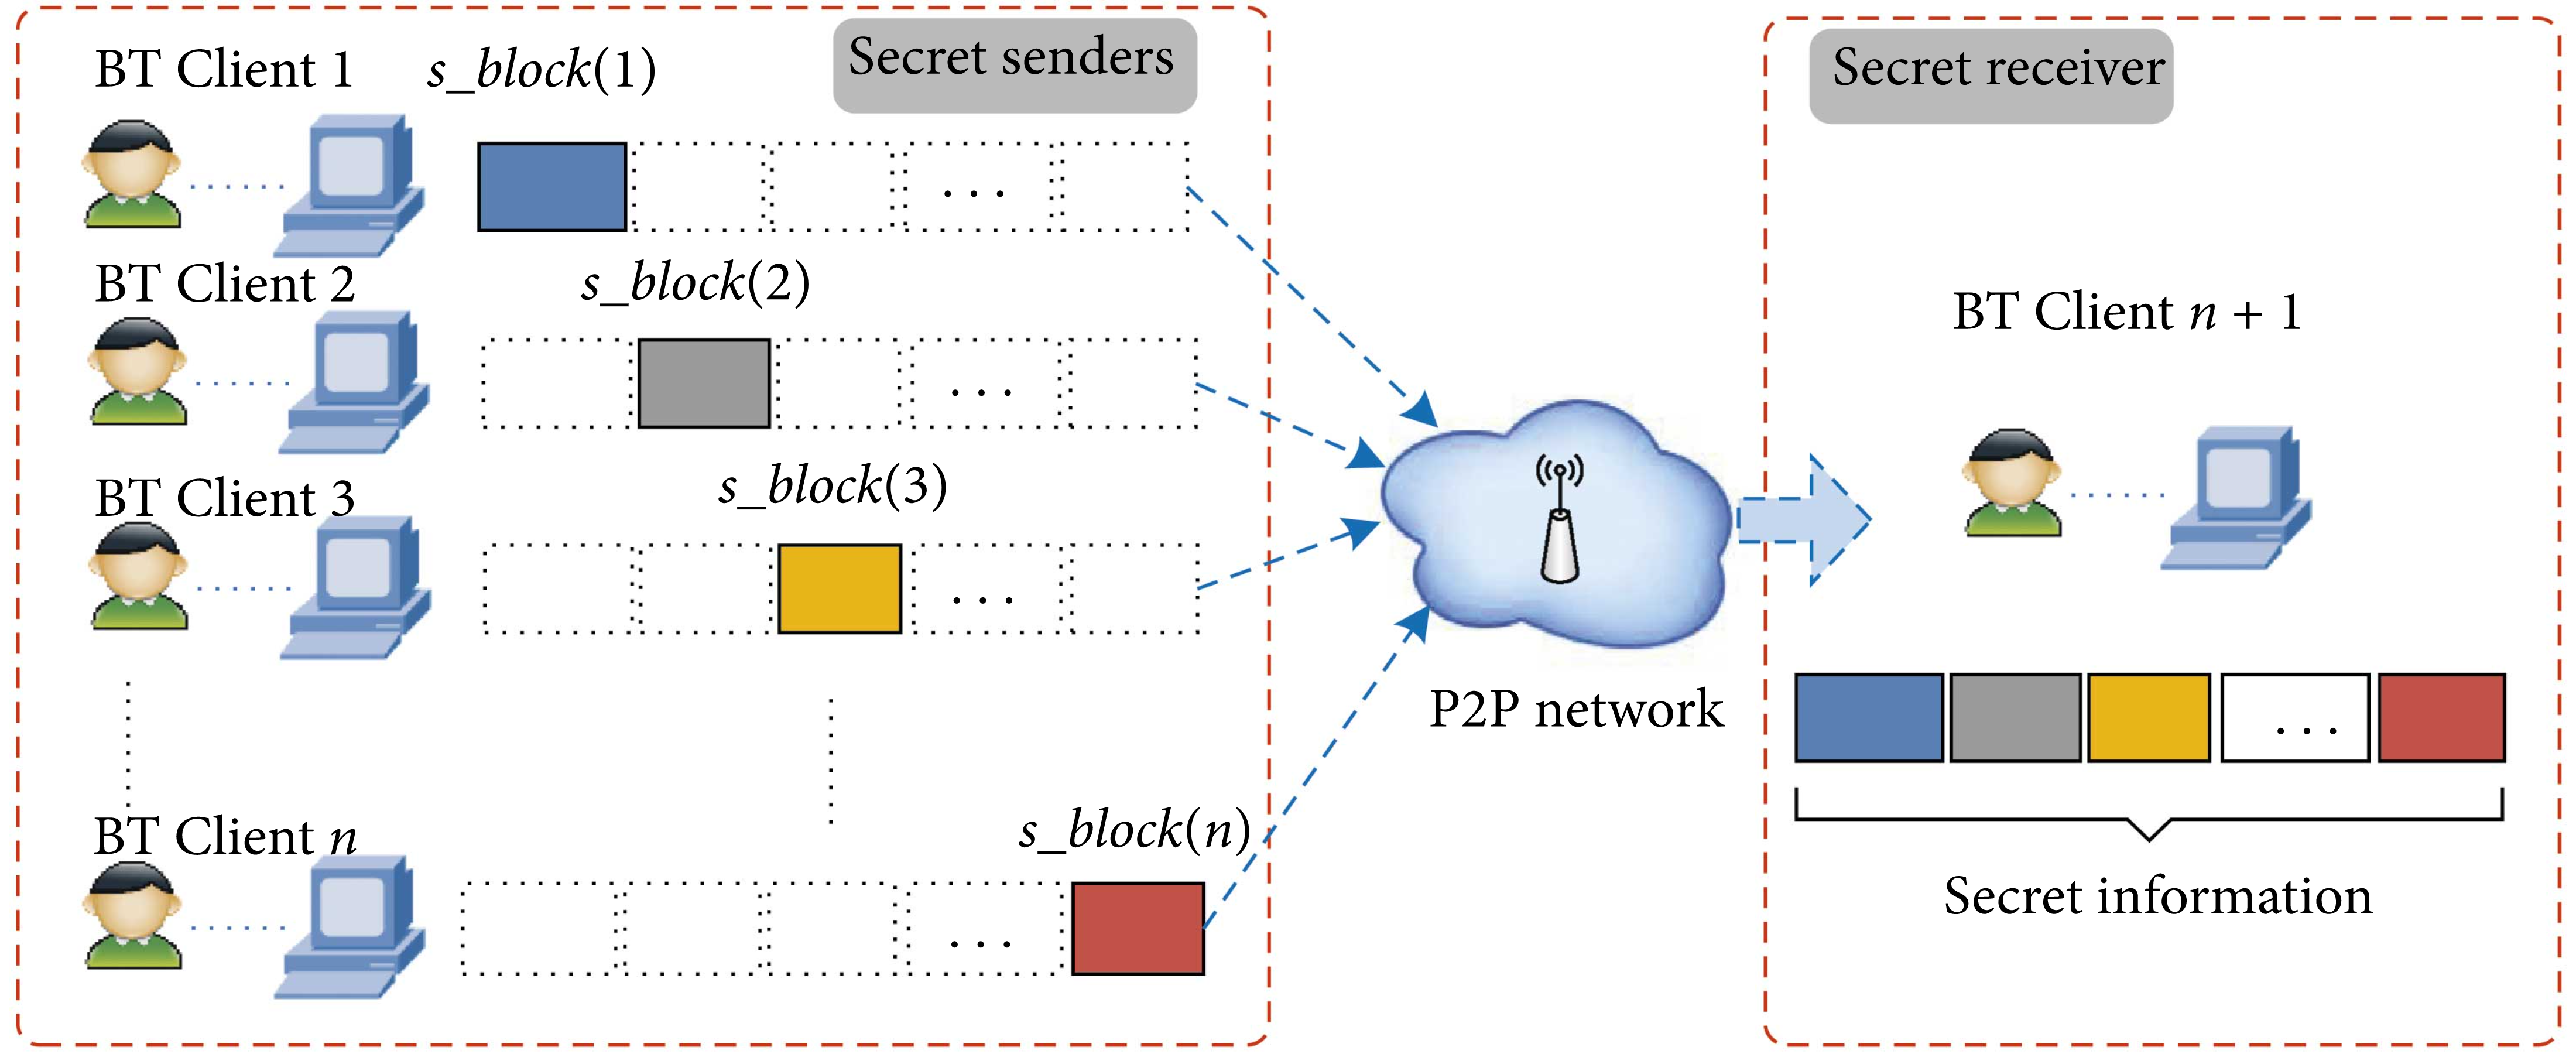 BT Client 1
s_block(1)
Secret senders
...
BT Client 2
s_block(2)
...
BT Client 3
s_block(3)
...
BT Client n
s_block(n)
...
P2P network
Secret receiver
BT Client n + 1
...
Secret information